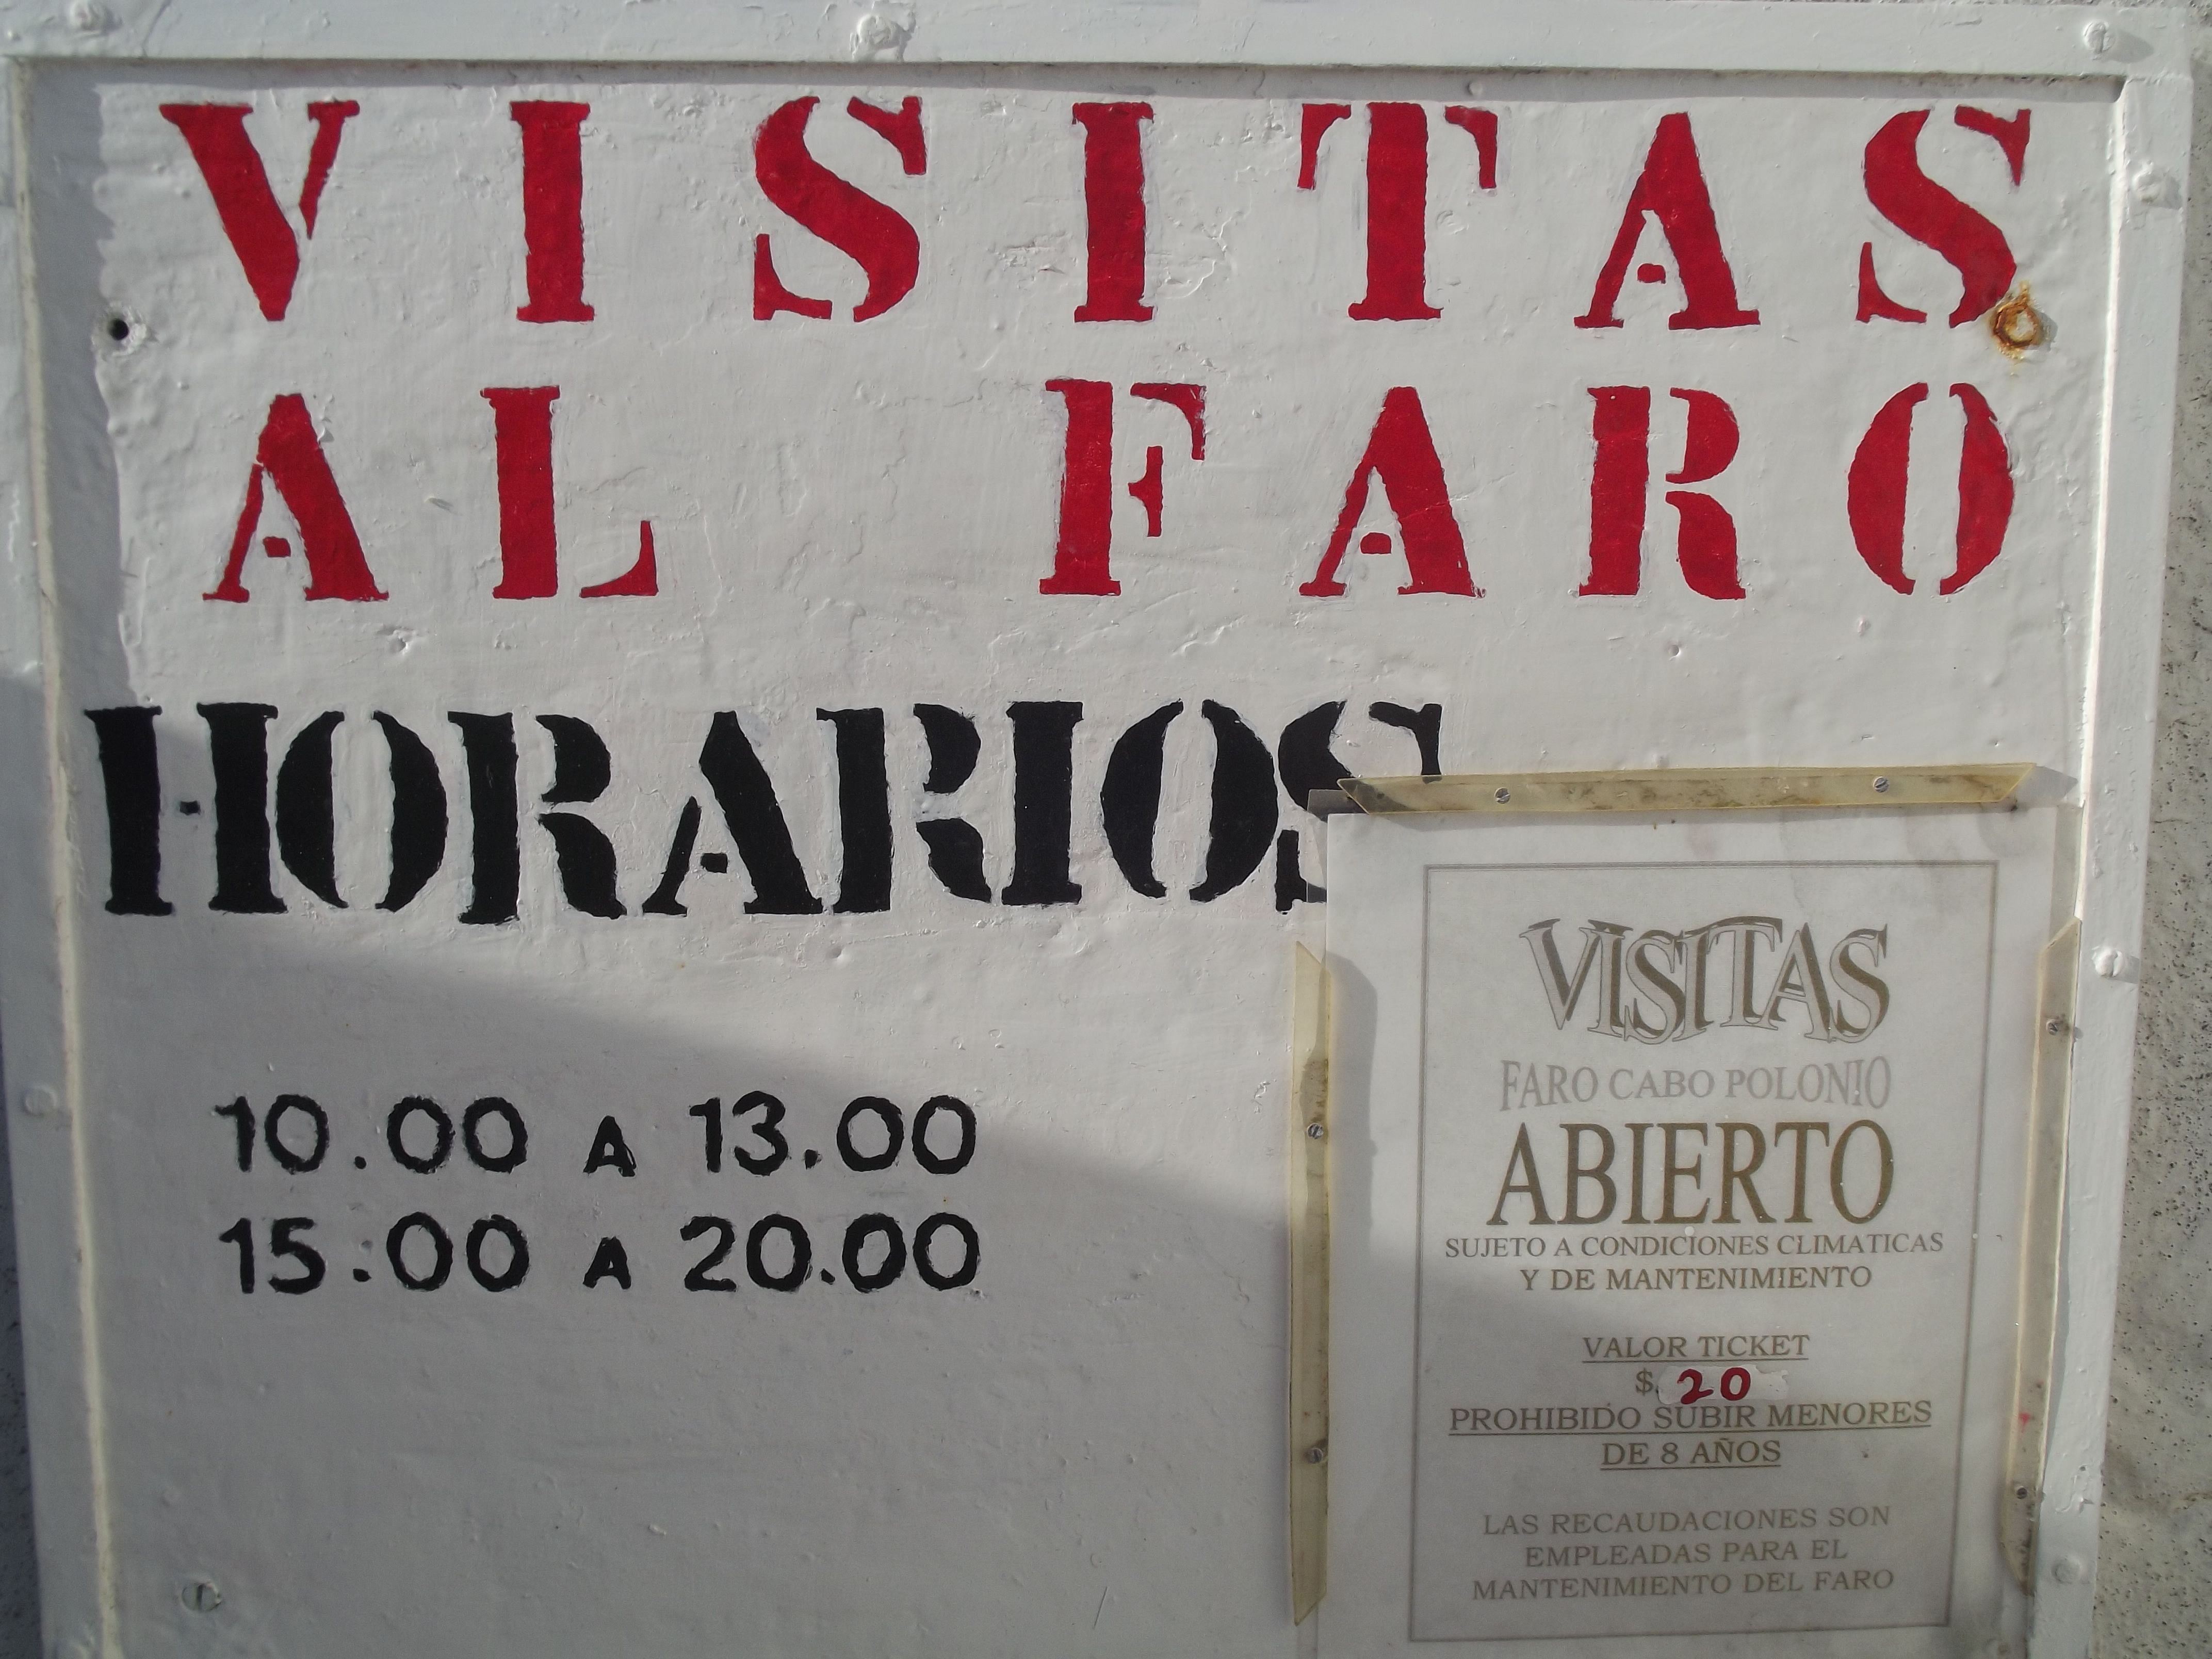 VISITAS
AL FARO
HORARIOS
10.00 A 13.00
15:00 A 20.00
VISITAS
FARO CABO POLONIO
ABIERTO
SUJETO A CONDICIONES CLIMATICAS
Y DE MANTENIMIENTO
VALOR TICKET
$. 20
PROHIBIDO SUBIR MENORES
DE 8 AÑOS
LAS RECAUDACIONES SON
EMPLEADAS PARA EL
MANTENIMIENTO DEL FARO